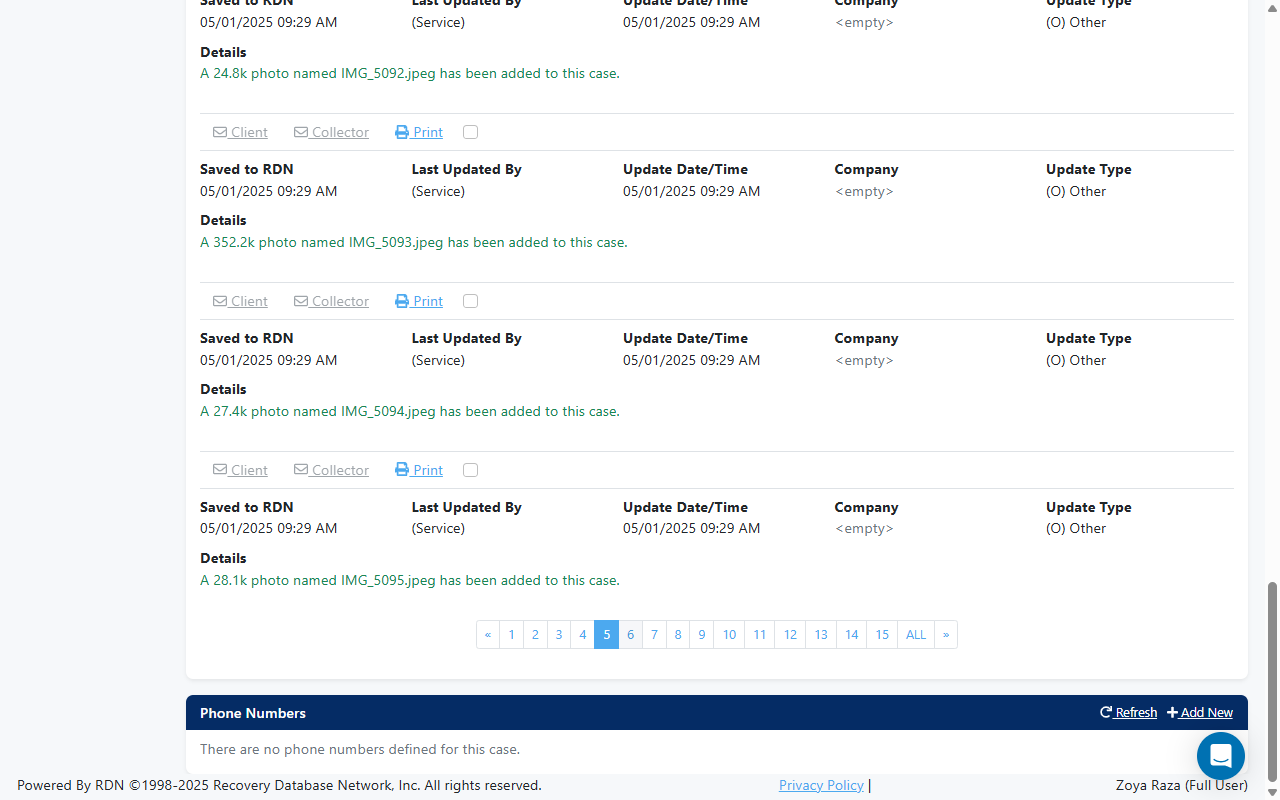 Saved to RDN Last Updated By Update Date/Time Company Update Type
05/01/2025 09:29 AM (Service) 05/01/2025 09:29 AM <empty> (O) Other
Details
A 24.8k photo named IMG_5092.jpeg has been added to this case.
Client Collector Print
Saved to RDN Last Updated By Update Date/Time Company Update Type
05/01/2025 09:29 AM (Service) 05/01/2025 09:29 AM <empty> (O) Other
Details
A 352.2k photo named IMG_5093.jpeg has been added to this case.
Client Collector Print
Saved to RDN Last Updated By Update Date/Time Company Update Type
05/01/2025 09:29 AM (Service) 05/01/2025 09:29 AM <empty> (O) Other
Details
A 27.4k photo named IMG_5094.jpeg has been added to this case.
Client Collector Print
Saved to RDN Last Updated By Update Date/Time Company Update Type
05/01/2025 09:29 AM (Service) 05/01/2025 09:29 AM <empty> (O) Other
Details
A 28.1k photo named IMG_5095.jpeg has been added to this case.
« 1 2 3 4 5 6 7 8 9 10 11 12 13 14 15 ALL »
Phone Numbers Refresh Add New
There are no phone numbers defined for this case.
Powered By RDN ©1998-2025 Recovery Database Network, Inc. All rights reserved. Privacy Policy | Zoya Raza (Full User)